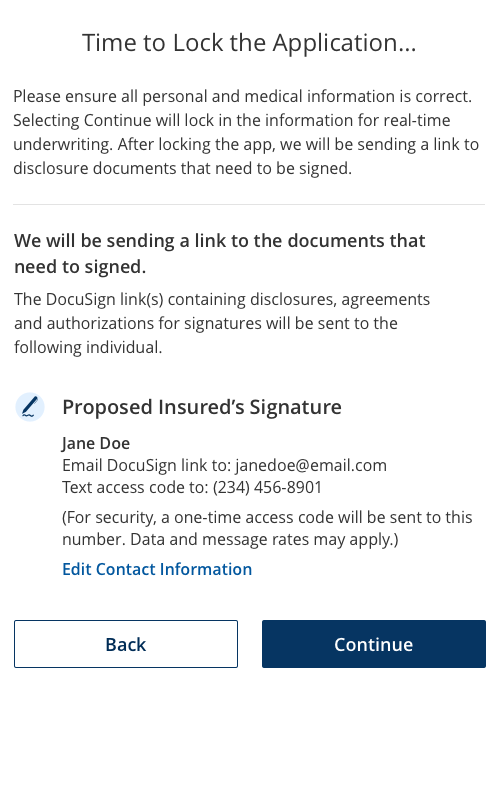 Time to Lock the Application...
Please ensure all personal and medical information is correct.
Selecting Continue will lock in the information for real-time
underwriting. After locking the app, we will be sending a link to
disclosure documents that need to be signed.
We will be sending a link to the documents that
need to signed.
The DocuSign link(s) containing disclosures, agreements
and authorizations for signatures will be sent to the
following individual.
Proposed Insured’s Signature
Jane Doe
Email DocuSign link to: janedoe@email.com
Text access code to: (234) 456-8901
(For security, a one-time access code will be sent to this
number. Data and message rates may apply.)
Edit Contact Information
Back
Continue